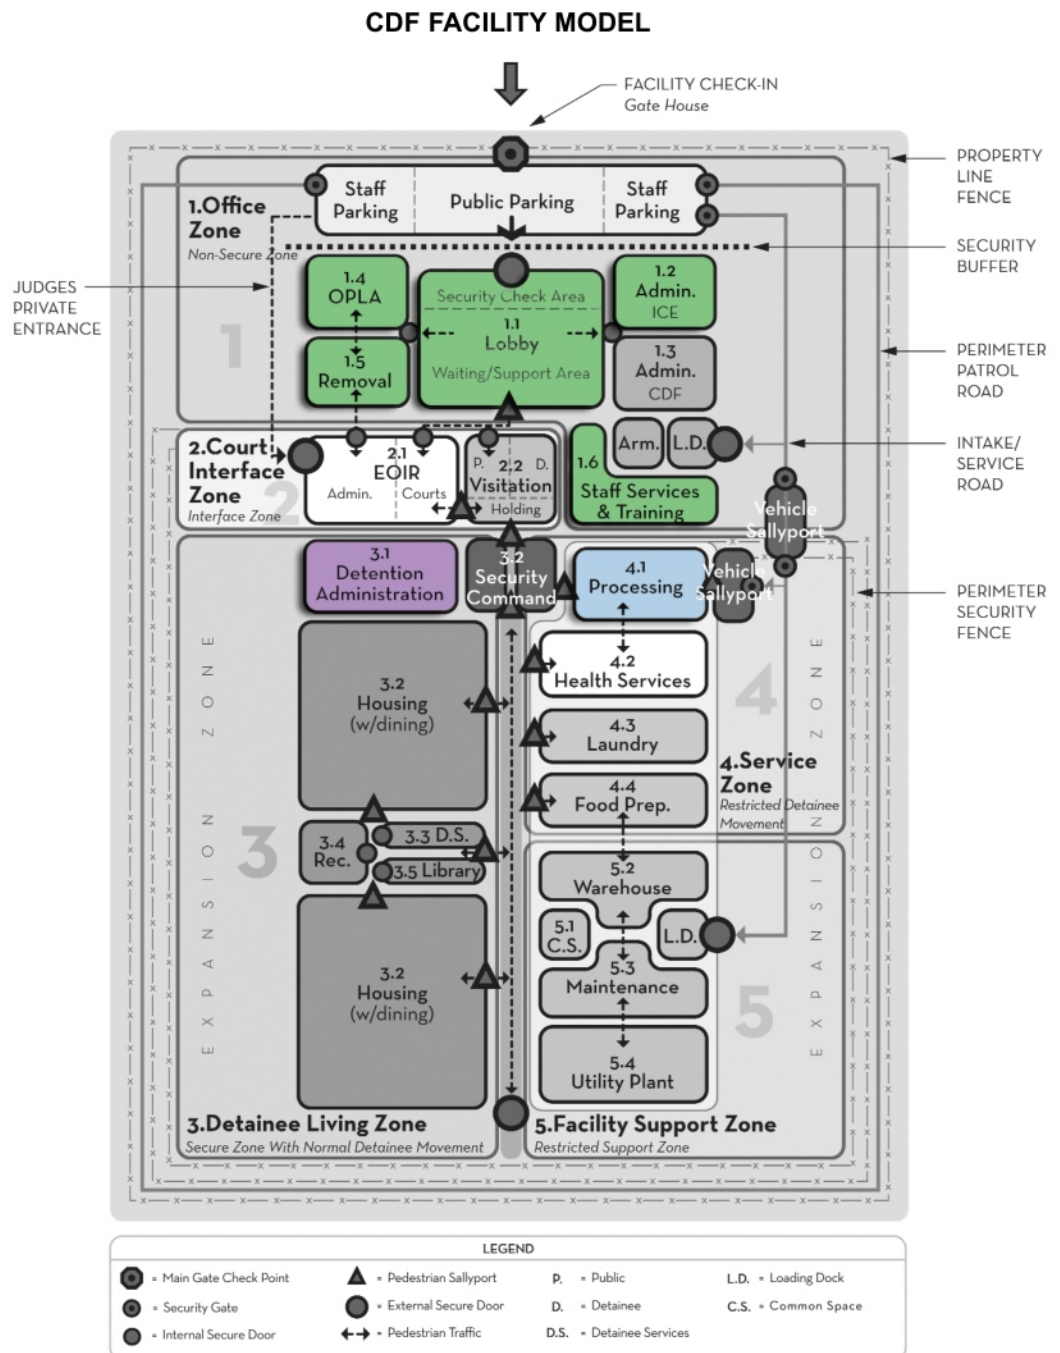 CDF FACILITY MODEL
FACILITY CHECK-IN
Gate House
PROPERTY
LINE
FENCE
Staff
Parking
Public Parking
Staff
Parking
1.Office
Zone
Non-Secure Zone
SECURITY
BUFFER
JUDGES
PRIVATE
ENTRANCE
1
1.4
OPLA
Security Check Area
1.1
Lobby
Waiting/Support Area
1.2
Admin.
ICE
1.5
Removal
1.3
Admin.
CDF
PERIMETER
PATROL
ROAD
2.Court
Interface
Zone
Interface Zone
2
2.1
EOIR
Admin.
Courts
P.
2.2
D.
Visitation
Holding
1.6
Staff Services
& Training
Arm.
L.D.
INTAKE/
SERVICE
ROAD
Vehicle
Sallyport
3.1
Detention
Administration
3.2
Security
Command
4.1
Processing
Vehicle
Sallyport
PERIMETER
SECURITY
FENCE
EXPANSION ZONE
3.2
Housing
(w/dining)
4.2
Health Services
4
4.3
Laundry
4.Service
Zone
Restricted Detainee
Movement
4.4
Food Prep.
EXPANSION ZONE
3
3.4
Rec.
3.3 D.S.
3.5 Library
5.2
Warehouse
5.1
C.S.
L.D.
3.2
Housing
(w/dining)
5.3
Maintenance
5
5.4
Utility Plant
3.Detainee Living Zone
Secure Zone With Normal Detainee Movement
5.Facility Support Zone
Restricted Support Zone
LEGEND
= Main Gate Check Point
= Pedestrian Sallyport
P. = Public
L.D. = Loading Dock
= Security Gate
= External Secure Door
D. = Detainee
C.S. = Common Space
= Internal Secure Door
= Pedestrian Traffic
D.S. = Detainee Services